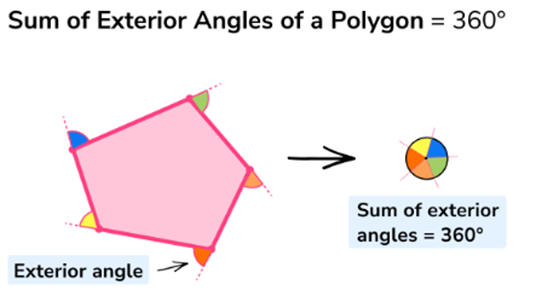 Sum of Exterior Angles of a Polygon = 360°
Sum of exterior
angles = 360°
Exterior angle